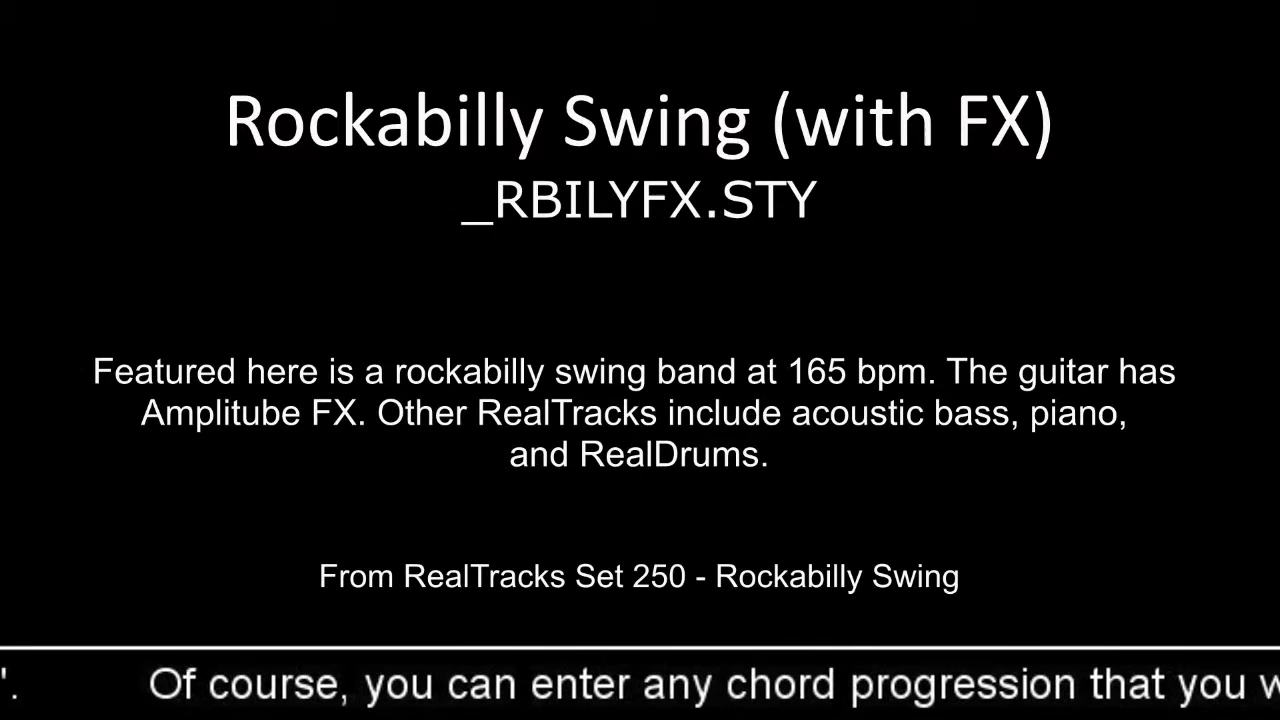 Rockabilly Swing (with FX)
_RBILYFX.STY
Featured here is a rockabilly swing band at 165 bpm. The guitar has
Amplitube FX. Other RealTracks include acoustic bass, piano,
and RealDrums.
From RealTracks Set 250 - Rockabilly Swing
'. Of course, you can enter any chord progression that you w